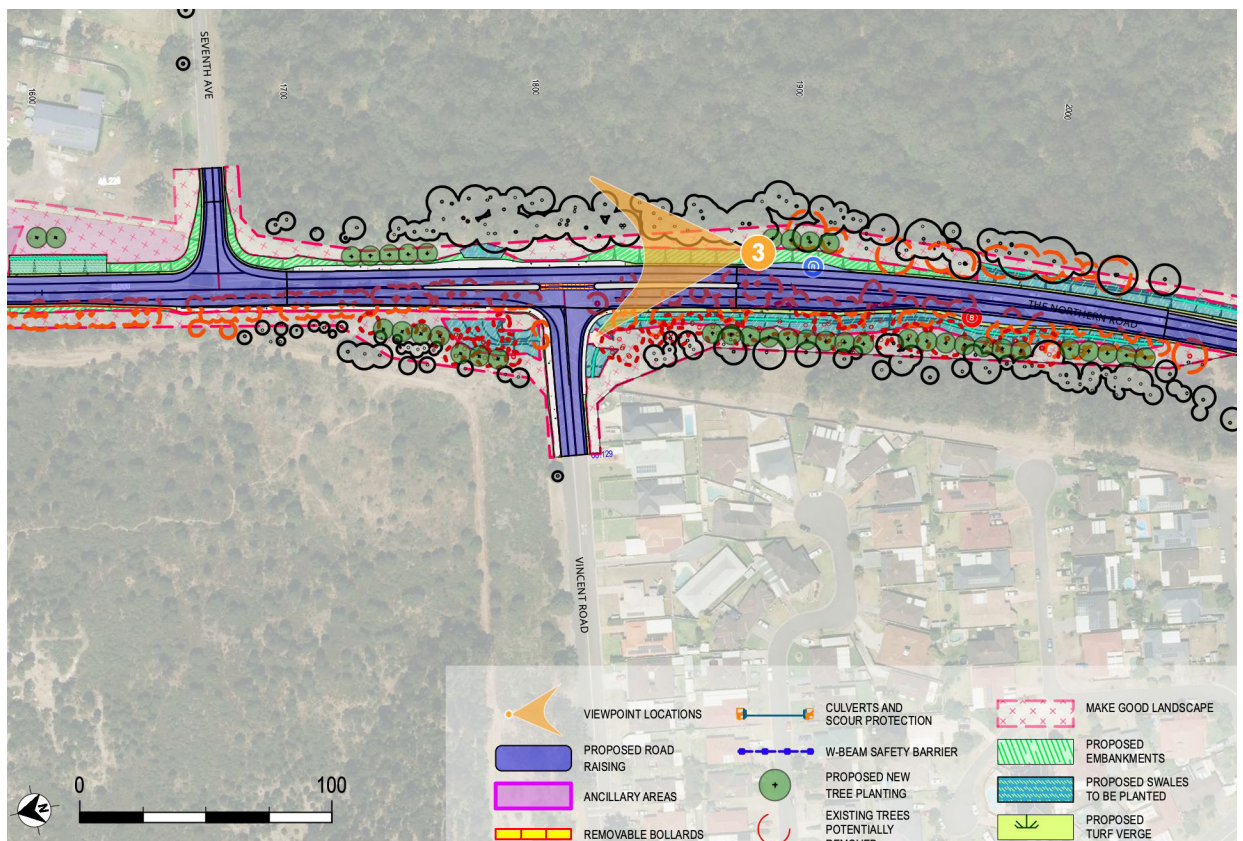 SEVENTH AVE
1600
1700
1800
1900
2000
3
THE NORTHERN ROAD
VINCENT ROAD
0
100
N
VIEWPOINT LOCATIONS
PROPOSED ROAD
RAISING
ANCILLARY AREAS
REMOVABLE BOLLARDS
CULVERTS AND
SCOUR PROTECTION
W-BEAM SAFETY BARRIER
PROPOSED NEW
TREE PLANTING
EXISTING TREES
POTENTIALLY
MAKE GOOD LANDSCAPE
PROPOSED
EMBANKMENTS
PROPOSED SWALES
TO BE PLANTED
PROPOSED
TURF VERGE